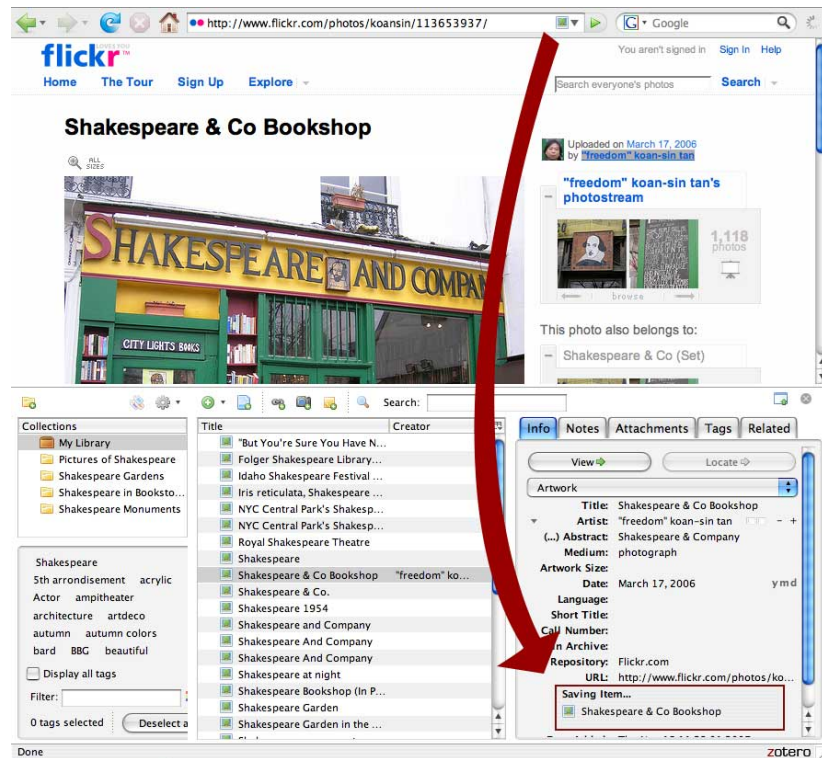 http://www.flickr.com/photos/koansin/113653937/
G Google
flickr LOVES YOU ™
You aren't signed in Sign In Help
Home The Tour Sign Up Explore
Search everyone's photos Search
Shakespeare & Co Bookshop
ALL SIZES
Uploaded on March 17, 2006
by "freedom" koan-sin tan
"freedom" koan-sin tan's
photostream
1,118
photos
browse
SHAKESPEARE AND COMPAN
CITY LIGHTS BOOKS
This photo also belongs to:
Shakespeare & Co (Set)
Search:
Collections
My Library
Pictures of Shakespeare
Shakespeare Gardens
Shakespeare in Booksto...
Shakespeare Monuments
Shakespeare
5th arrondisement acrylic
Actor ampitheater
architecture artdeco
autumn autumn colors
bard BBG beautiful
Display all tags
Filter:
0 tags selected Deselect a
Title Creator
"But You're Sure You Have N...
Folger Shakespeare Library...
Idaho Shakespeare Festival ...
Iris reticulata, Shakespeare ...
NYC Central Park's Shakesp...
NYC Central Park's Shakesp...
Royal Shakespeare Theatre
Shakespeare
Shakespeare & Co Bookshop "freedom" ko...
Shakespeare & Co.
Shakespeare 1954
Shakespeare and Company
Shakespeare And Company
Shakespeare And Company
Shakespeare at night
Shakespeare Bookshop (In P...
Shakespeare Garden
Shakespeare Garden in the ...
Info Notes Attachments Tags Related
View Locate
Artwork
Title: Shakespeare & Co Bookshop
Artist: "freedom" koan-sin tan - +
(...) Abstract: Shakespeare & Company
Medium: photograph
Artwork Size:
Date: March 17, 2006 y m d
Language:
Short Title:
Call Number:
n Archive:
Repository: Flickr.com
URL: http://www.flickr.com/photos/ko...
Saving Item...
Shakespeare & Co Bookshop
Done
zotero